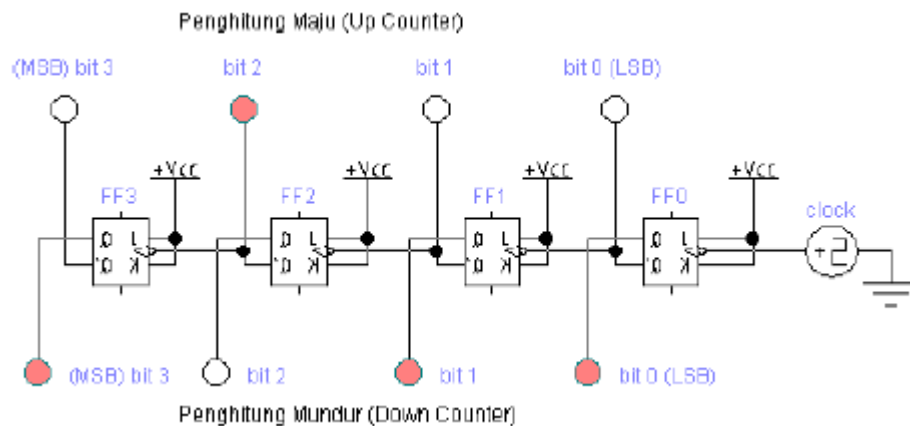 Penghitung Maju (Up Counter)
(MSB) bit 3 bit 2 bit 1 bit 0 (LSB)
+Vcc +Vcc +Vcc +Vcc
FF3 FF2 FF1 FF0 clock
Q J Q J Q J Q J
Q' K Q' K Q' K Q' K
(MSB) bit 3 bit 2 bit 1 bit 0 (LSB)
Penghitung Mundur (Down Counter)